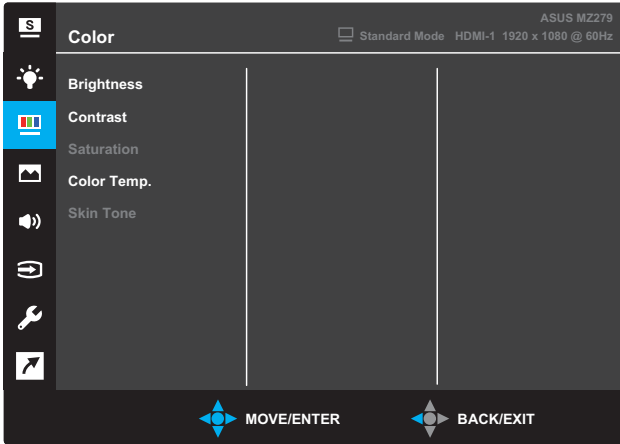 S
ASUS MZ279
Color
Standard Mode HDMI-1 1920 x 1080 @ 60Hz
Brightness
Contrast
Saturation
Color Temp.
Skin Tone
MOVE/ENTER BACK/EXIT